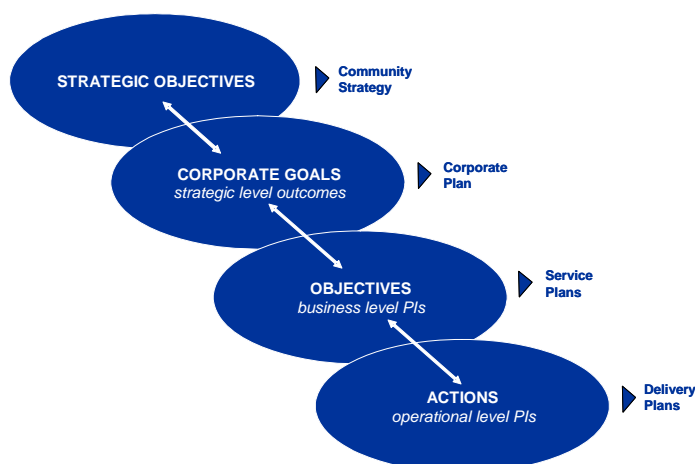 STRATEGIC OBJECTIVES
Community
Strategy
CORPORATE GOALS
strategic level outcomes
Corporate
Plan
OBJECTIVES
business level PIs
Service
Plans
ACTIONS
operational level PIs
Delivery
Plans